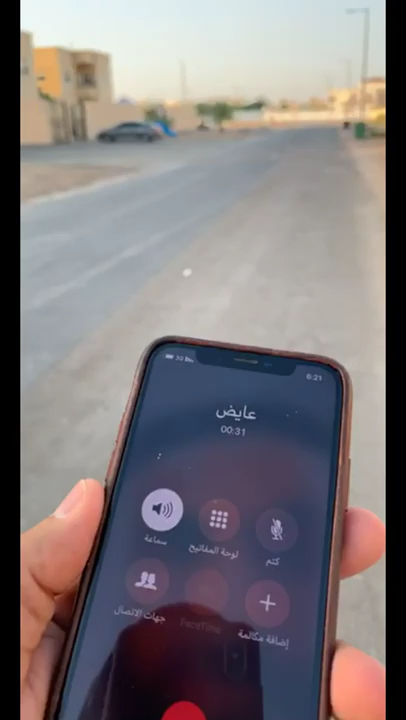 6:21
عايض
00:31
كتم
لوحة المفاتيح
سماعة
إضافة مكالمة
FaceTime
جهات الاتصال